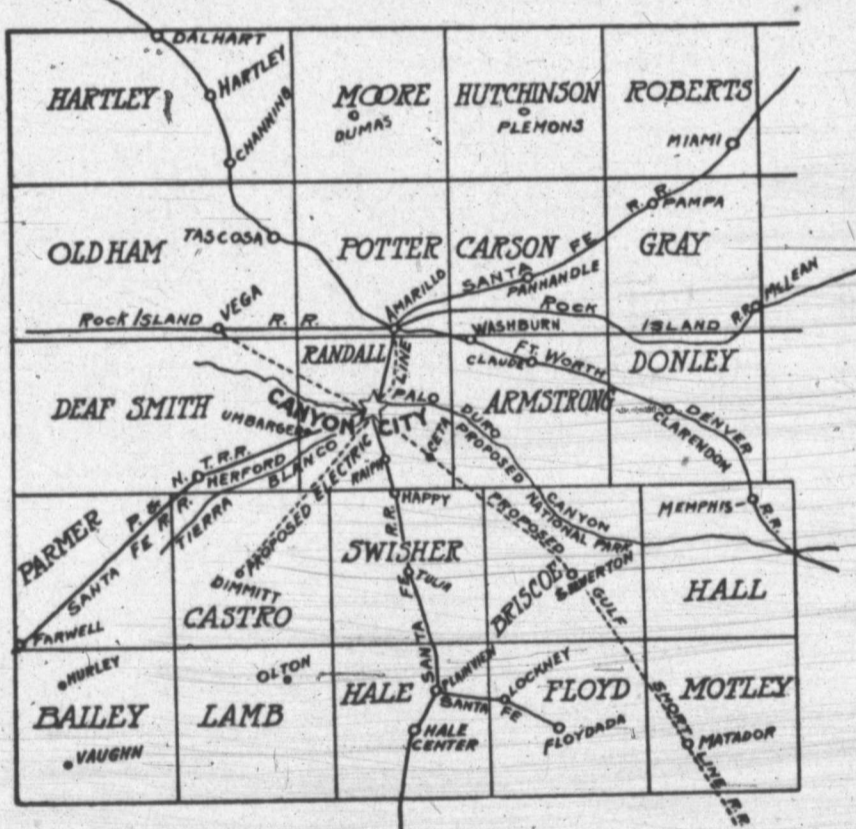 DALHART
HARTLEY
HARTLEY
CHANNING
MOORE
DUMAS
HUTCHINSON
PLEMONS
ROBERTS
MIAMI
OLDHAM
TASCOSA
POTTER
CARSON
GRAY
SANTA FE R. R.
PANHANDLE
PAMPA
AMARILLO
VEGA
ROCK ISLAND R. R.
ROCK ISLAND R.R.
McLEAN
WASHBURN
RANDALL
LINE
CLAUDE
FT. WORTH DENVER R.R.
DONLEY
DEAF SMITH
UMBARGER
CANYON CITY
N
PALO DURO CANYON
PROPOSED NATIONAL PARK
ARMSTRONG
CLARENDON
CETA
P. & N. T. R.R.
HERFORD
TIERRA BLANCO
PROPOSED ELECTRIC
RALPH
HAPPY
MEMPHIS
PARMER
SANTA FE R. R.
DIMMITT
CASTRO
SWISHER
TULIA
SANTA FE R.R.
BRISCOE
SILVERTON
PROPOSED GULF SHORT LINE R.R.
HALL
FARWELL
HURLEY
BAILEY
VAUGHN
OLTON
LAMB
HALE
PLAINVIEW
SANTA FE
LOCKNEY
FLOYD
FLOYDADA
HALE
CENTER
MOTLEY
MATADOR